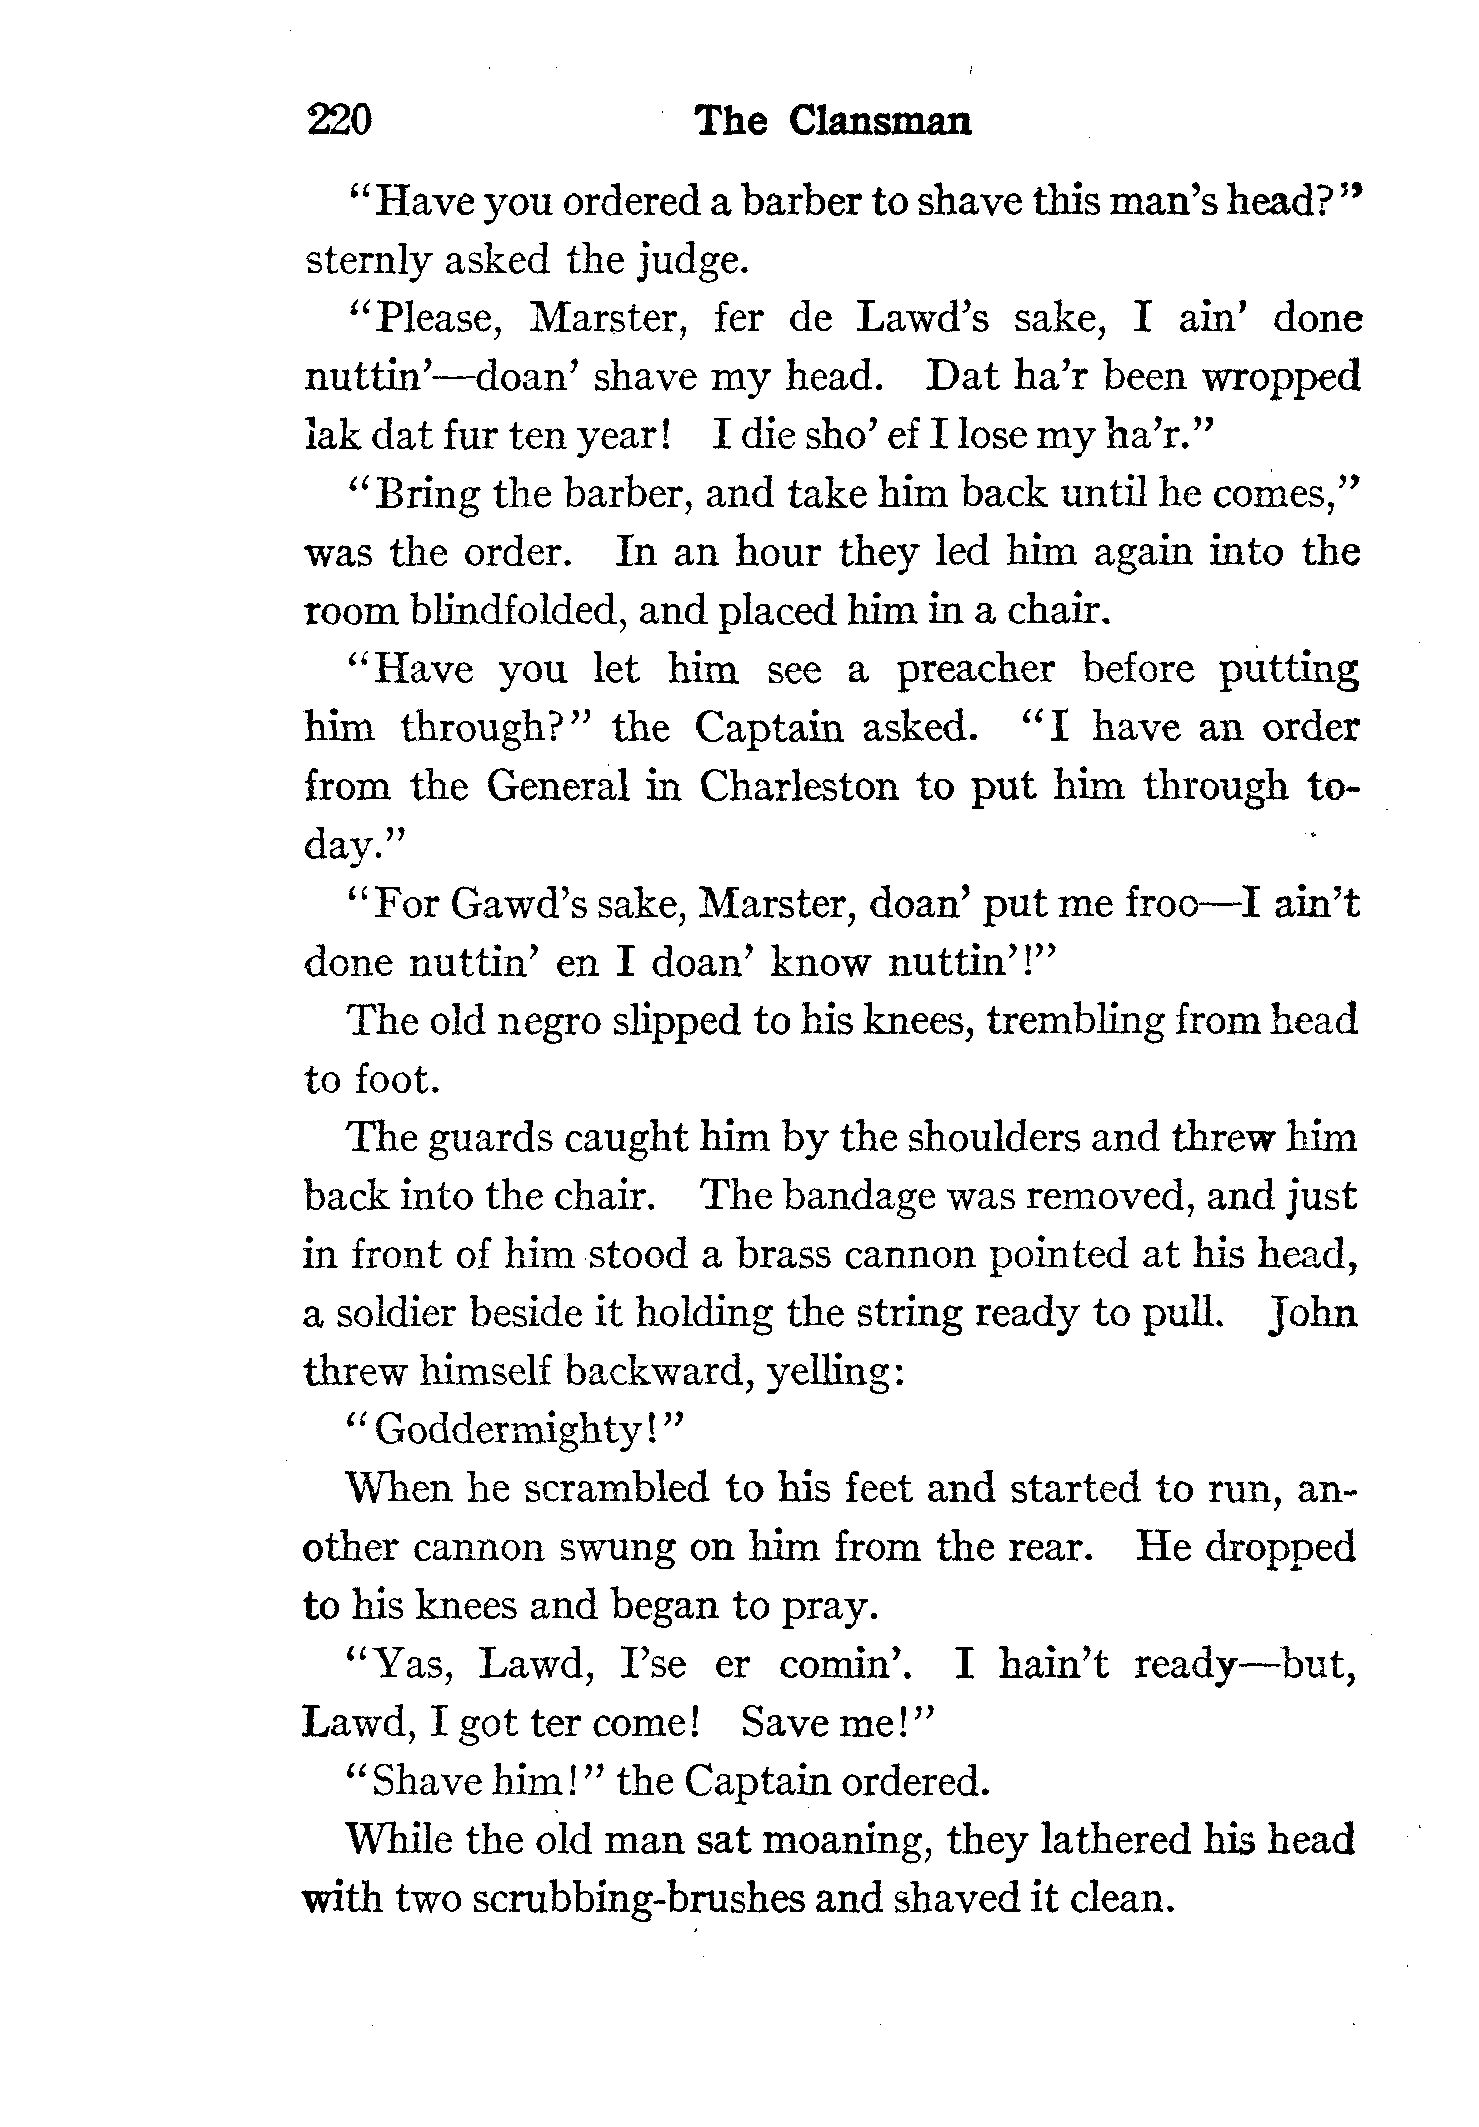 220 The Clansman
"Have you ordered a barber to shave this man's head?"
sternly asked the judge.
"Please, Marster, fer de Lawd's sake, I ain' done
nuttin'—doan' shave my head. Dat ha'r been wropped
lak dat fur ten year! I die sho' ef I lose my ha'r."
"Bring the barber, and take him back until he comes,"
was the order. In an hour they led him again into the
room blindfolded, and placed him in a chair.
"Have you let him see a preacher before putting
him through?" the Captain asked. "I have an order
from the General in Charleston to put him through to-
day."
"For Gawd's sake, Marster, doan' put me froo—I ain't
done nuttin' en I doan' know nuttin'!"
The old negro slipped to his knees, trembling from head
to foot.
The guards caught him by the shoulders and threw him
back into the chair. The bandage was removed, and just
in front of him stood a brass cannon pointed at his head,
a soldier beside it holding the string ready to pull. John
threw himself backward, yelling:
"Goddermighty!"
When he scrambled to his feet and started to run, an-
other cannon swung on him from the rear. He dropped
to his knees and began to pray.
"Yas, Lawd, I'se er comin'. I hain't ready—but,
Lawd, I got ter come! Save me!"
"Shave him!" the Captain ordered.
While the old man sat moaning, they lathered his head
with two scrubbing-brushes and shaved it clean.